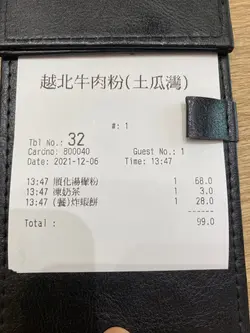 越北牛肉粉(土瓜灣)
#: 1
Tbl No.: 32
Cardno: 800040 Guest No.: 1
Date: 2021-12-06 Time: 13:47
13:47 順化湯檬粉 1 68.0
13:47 凍奶茶 1 3.0
13:47 (餐)炸蝦餅 1 28.0
Total : 99.0